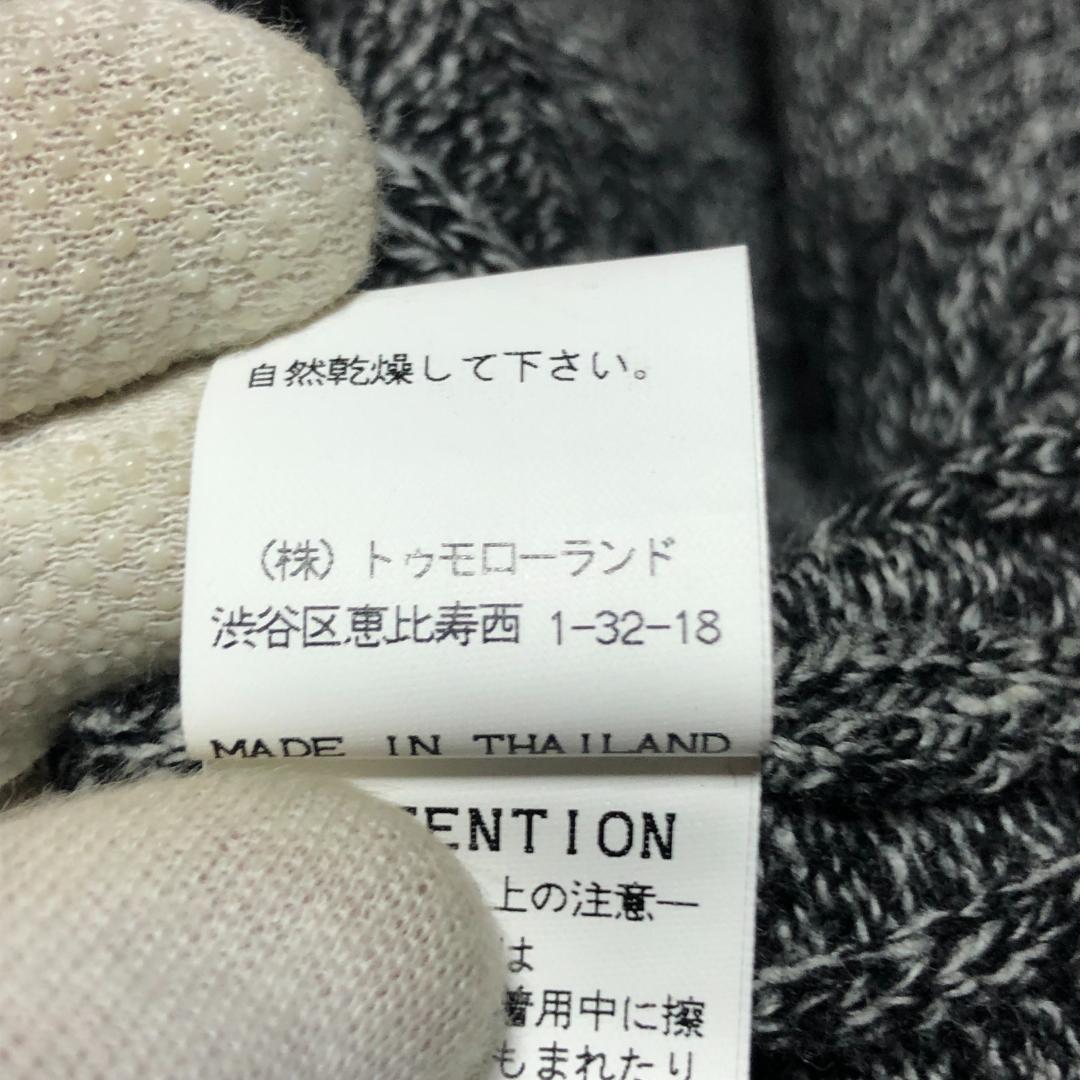 自然乾燥して下さい。
(株)トゥモローランド
渋谷区恵比寿西 1-32-18
MADE IN THAILAND
TENTION
上の注意―
は
着用中に擦
もまれたり